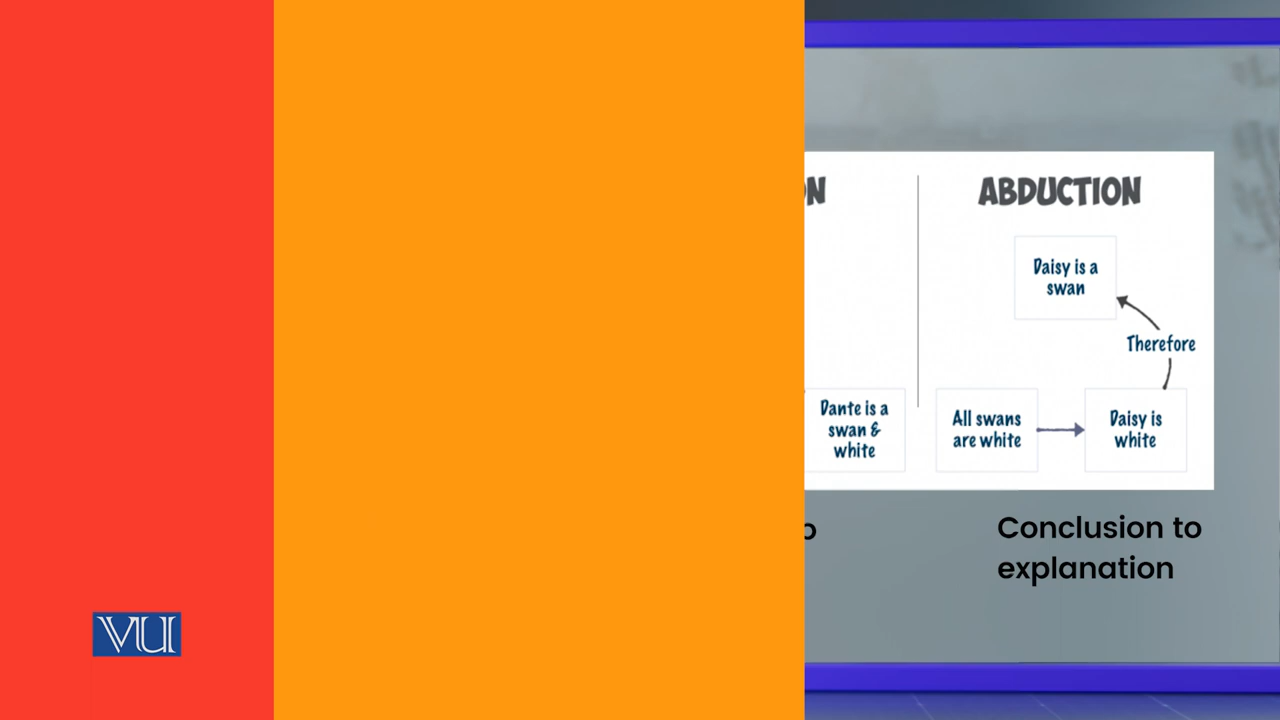 ABDUCTION
Daisy is a
swan
Therefore
Dante is a
swan &
white
All swans
are white
Daisy is
white
Conclusion to
explanation
VU